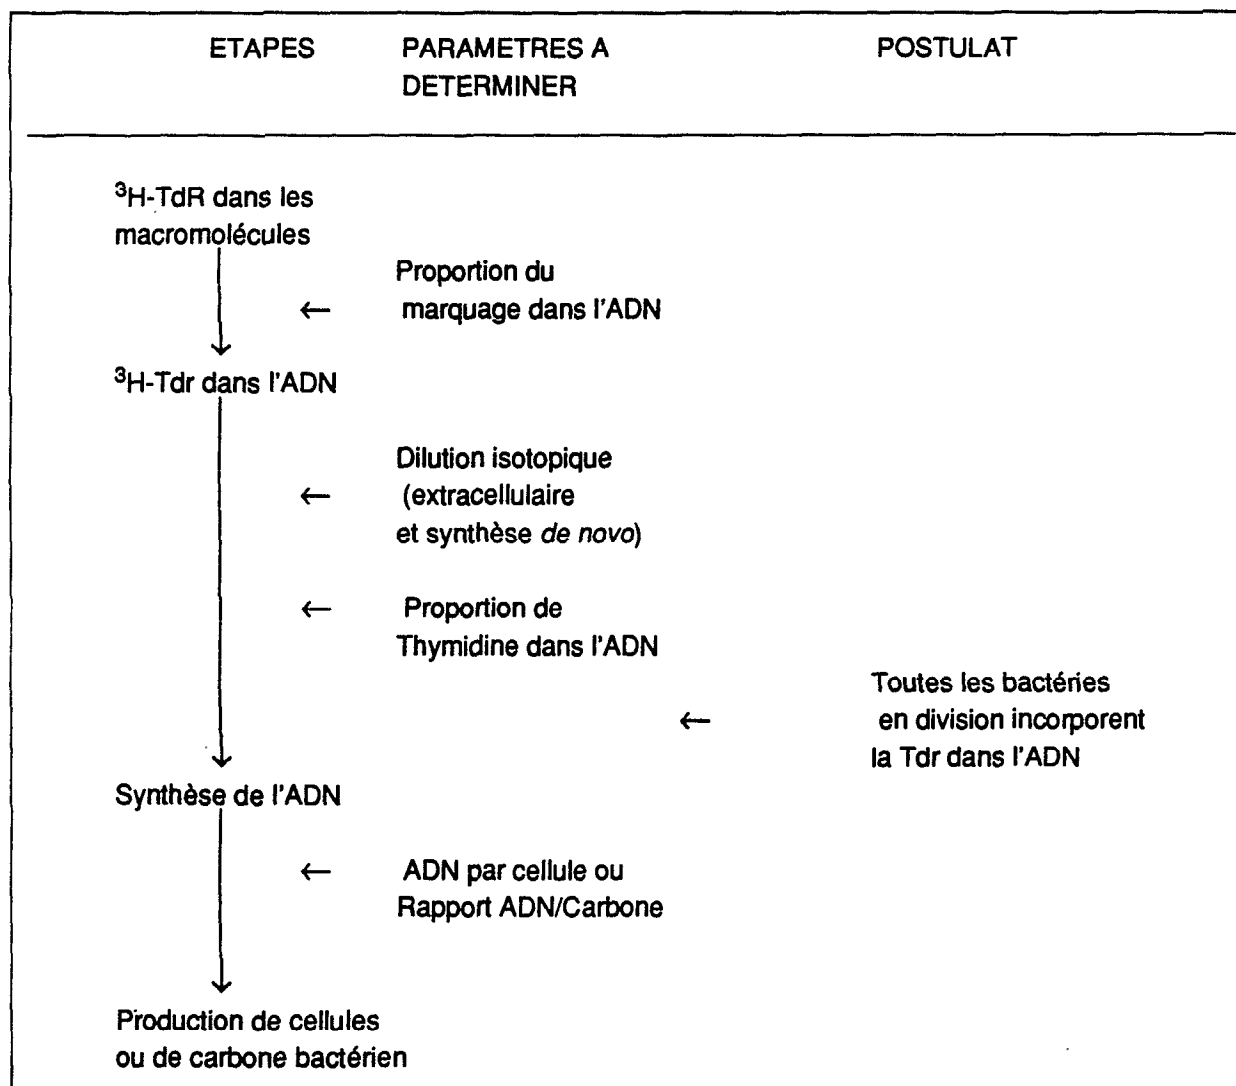 ETAPES PARAMETRES A POSTULAT
DETERMINER
³H-TdR dans les
macromolécules
Proportion du
← marquage dans l'ADN
³H-Tdr dans l'ADN
Dilution isotopique
← (extracellulaire
et synthèse de novo)
← Proportion de
Thymidine dans l'ADN
Toutes les bactéries
← en division incorporent
la Tdr dans l'ADN
Synthèse de l'ADN
← ADN par cellule ou
Rapport ADN/Carbone
Production de cellules
ou de carbone bactérien